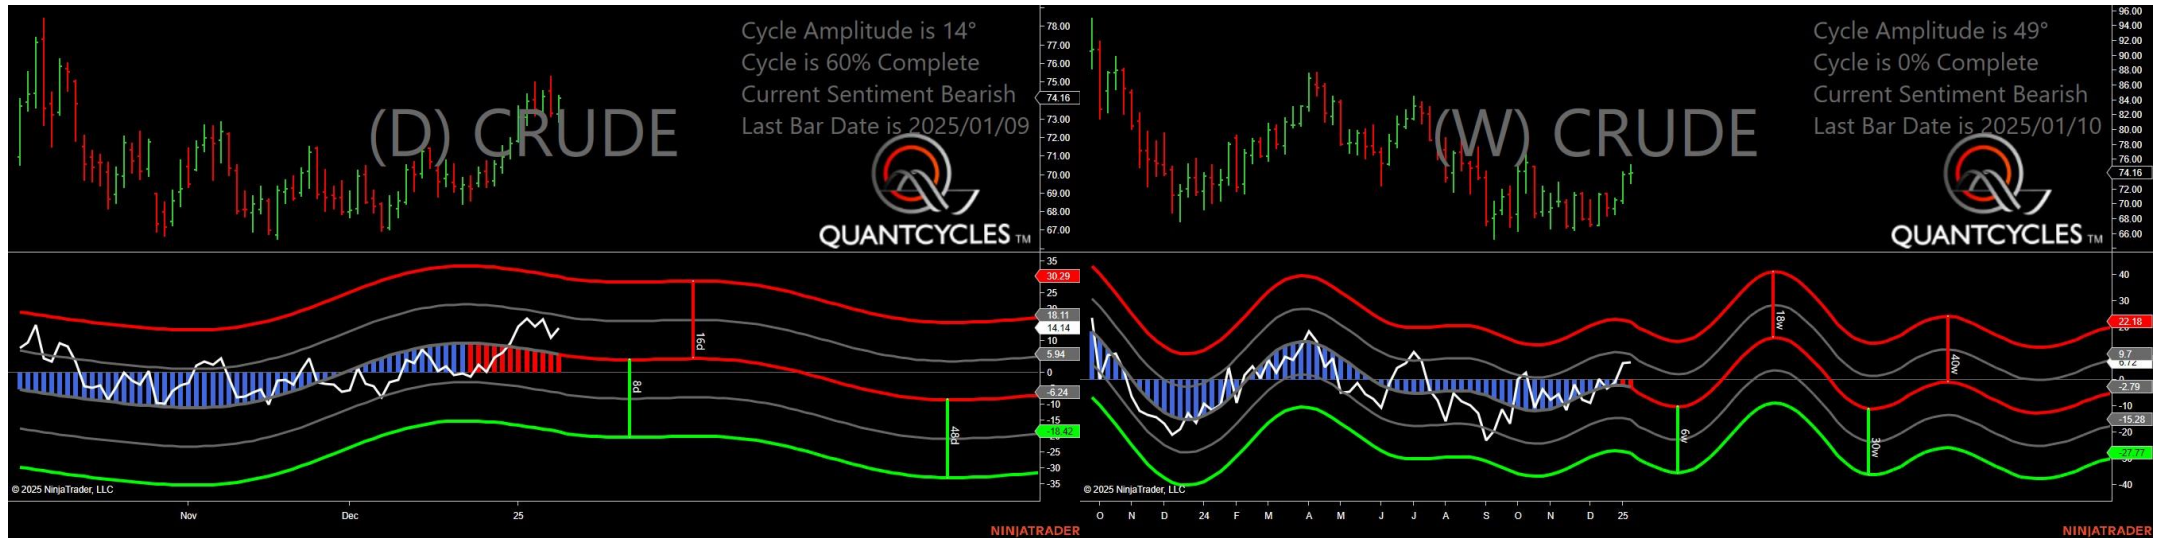 Cycle Amplitude is 14°
Cycle is 60% Complete
Current Sentiment Bearish
Last Bar Date is 2025/01/09
(D) CRUDE
QUANTCYCLES TM
78.00
77.00
76.00
75.00
74.16
73.00
72.00
71.00
70.00
69.00
68.00
67.00
35
30.29
25
18.11
14.14
10
5.94
0
-6.24
-10
-15
-18.42
-25
-30
-35
16d
8d
48d
© 2025 NinjaTrader, LLC
Nov
Dec
25
NINJATRADER
Cycle Amplitude is 49°
Cycle is 0% Complete
Current Sentiment Bearish
Last Bar Date is 2025/01/10
(W) CRUDE
QUANTCYCLES TM
96.00
94.00
92.00
90.00
88.00
86.00
84.00
82.00
80.00
78.00
76.00
74.16
72.00
70.00
68.00
66.00
40
30
22.18
9.7
6.72
-2.79
-10
-15.28
-20
-27.77
-40
18w
40w
6w
30w
© 2025 NinjaTrader, LLC
O N D 24 F M A M J J A S O N D 25
NINJATRADER